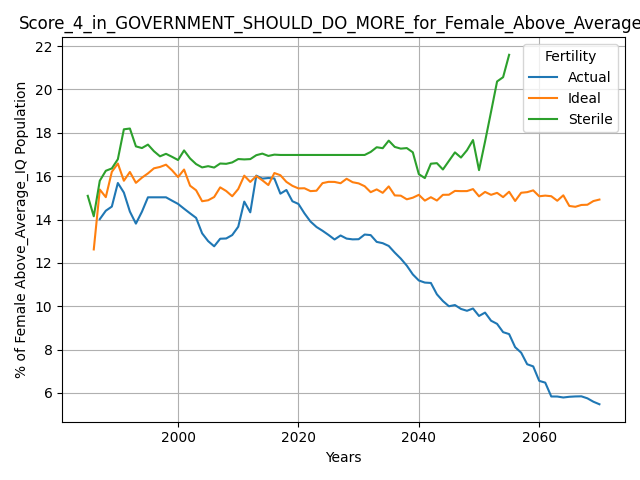 Score_4_in_GOVERNMENT_SHOULD_DO_MORE_for_Female_Above_Average
Fertility
Actual
Ideal
Sterile
% of Female Above_Average_IQ Population
22
20
18
16
14
12
10
8
6
2000 2020 2040 2060
Years